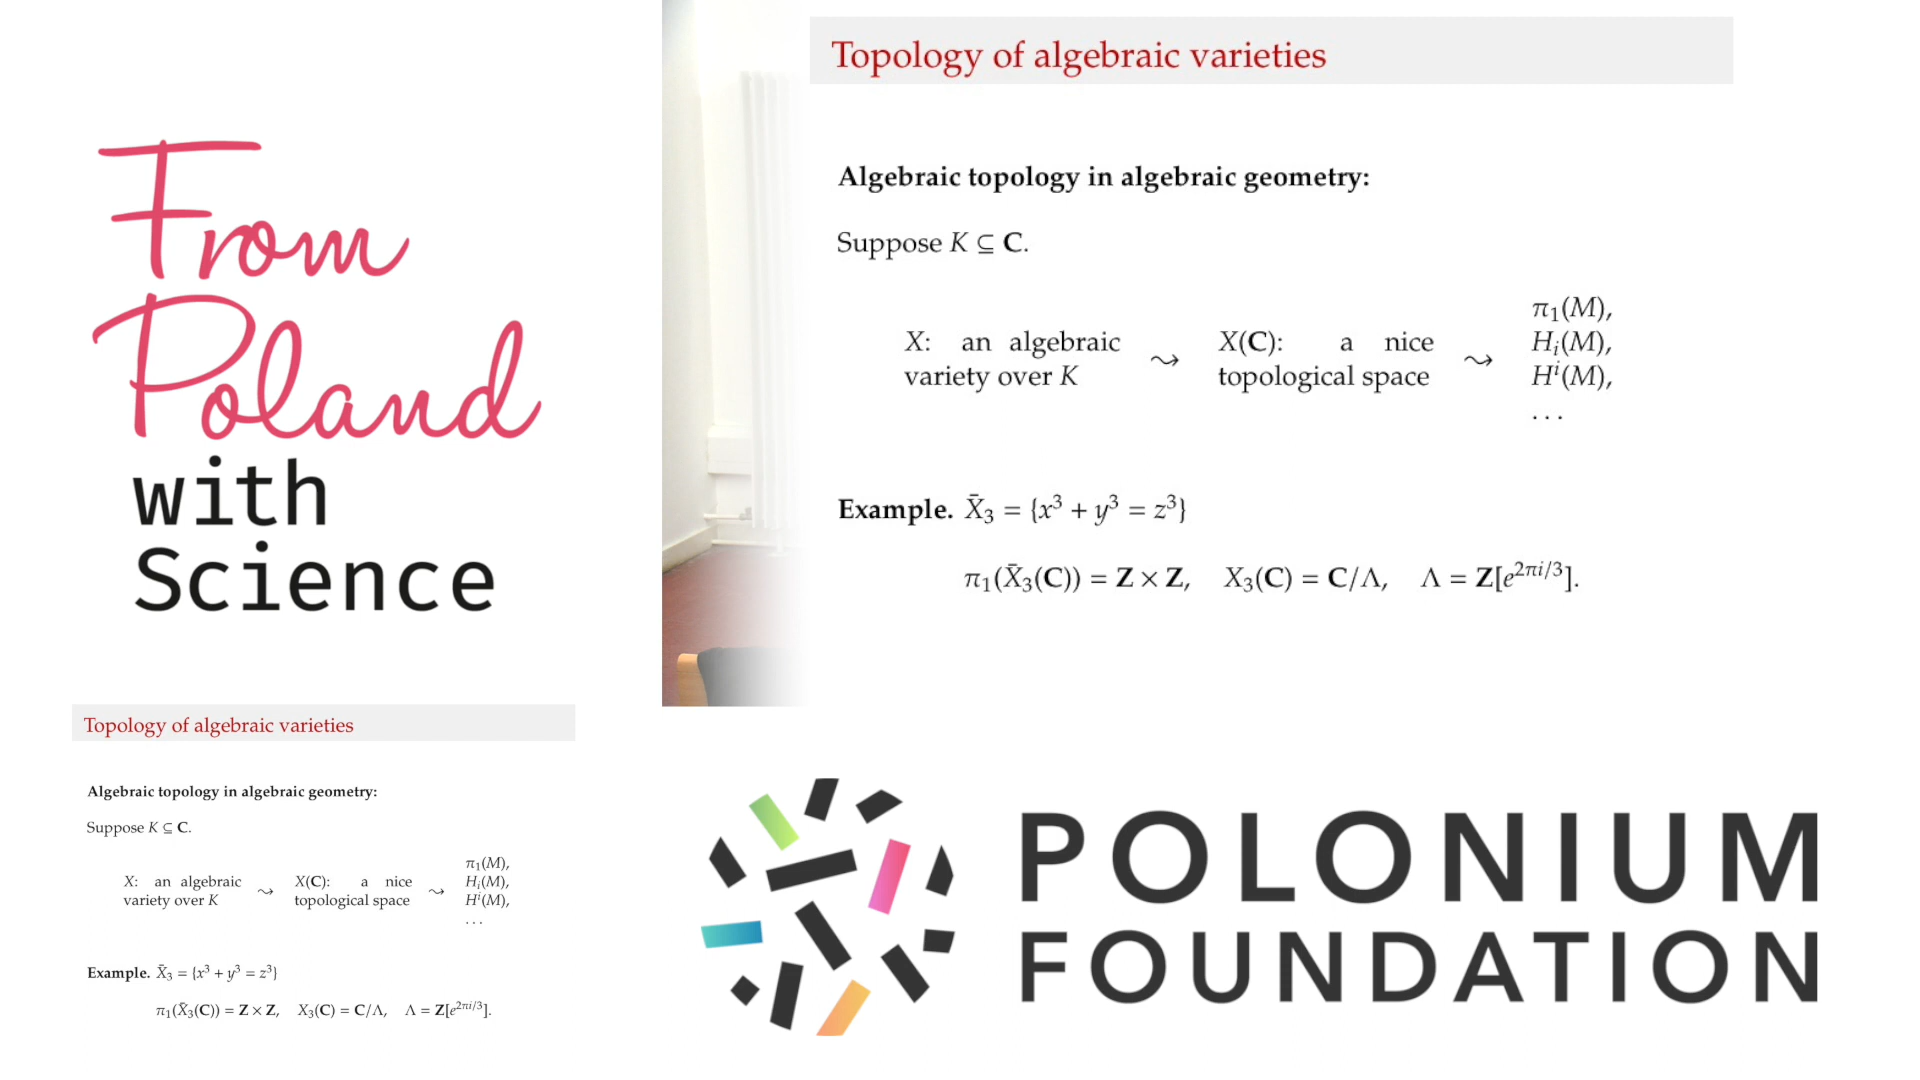 From
Poland
with
Science
Topology of algebraic varieties
Algebraic topology in algebraic geometry:
Suppose K ⊆ C.
X: an algebraic variety over K ⤳ X(C): a nice topological space ⤳ π₁(M),
Hᵢ(M),
Hⁱ(M),
...
Example. X̄₃ = {x³ + y³ = z³}
π₁(X̄₃(C)) = Z × Z, X₃(C) = C/Λ, Λ = Z[e^{2πi/3}].
Topology of algebraic varieties
Algebraic topology in algebraic geometry:
Suppose K ⊆ C.
X: an algebraic variety over K ⤳ X(C): a nice topological space ⤳ π₁(M),
Hᵢ(M),
Hⁱ(M),
...
Example. X̄₃ = {x³ + y³ = z³}
π₁(X̄₃(C)) = Z × Z, X₃(C) = C/Λ, Λ = Z[e^{2πi/3}].
POLONIUM
FOUNDATION